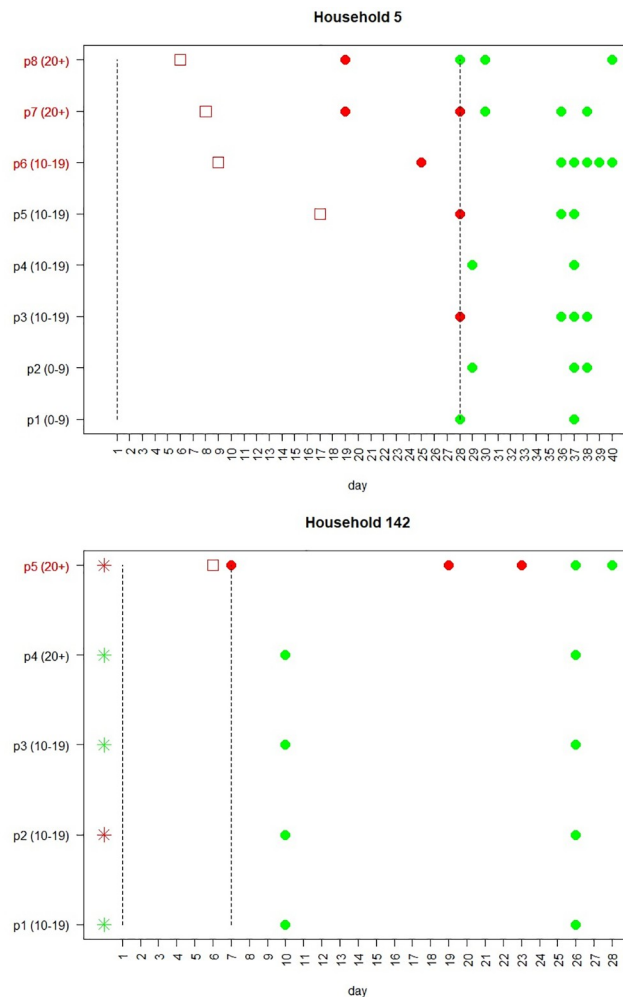 Household 5
p8 (20+)
p7 (20+)
p6 (10-19)
p5 (10-19)
p4 (10-19)
p3 (10-19)
p2 (0-9)
p1 (0-9)
1 2 3 4 5 6 7 8 9 10 11 12 13 14 15 16 17 18 19 20 21 22 23 24 25 26 27 28 29 30 31 32 33 34 35 36 37 38 39 40
day
Household 142
p5 (20+)
p4 (20+)
p3 (10-19)
p2 (10-19)
p1 (10-19)
1 2 3 4 5 6 7 8 9 10 11 12 13 14 15 16 17 18 19 20 21 22 23 24 25 26 27 28
day